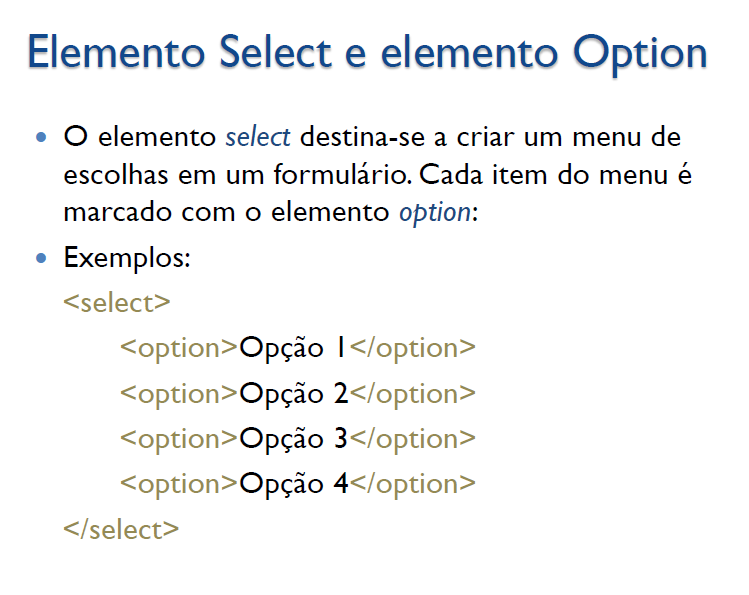 Elemento Select e elemento Option
• O elemento select destina-se a criar um menu de
escolhas em um formulário. Cada item do menu é
marcado com o elemento option:
• Exemplos:
<select>
<option>Opção 1</option>
<option>Opção 2</option>
<option>Opção 3</option>
<option>Opção 4</option>
</select>